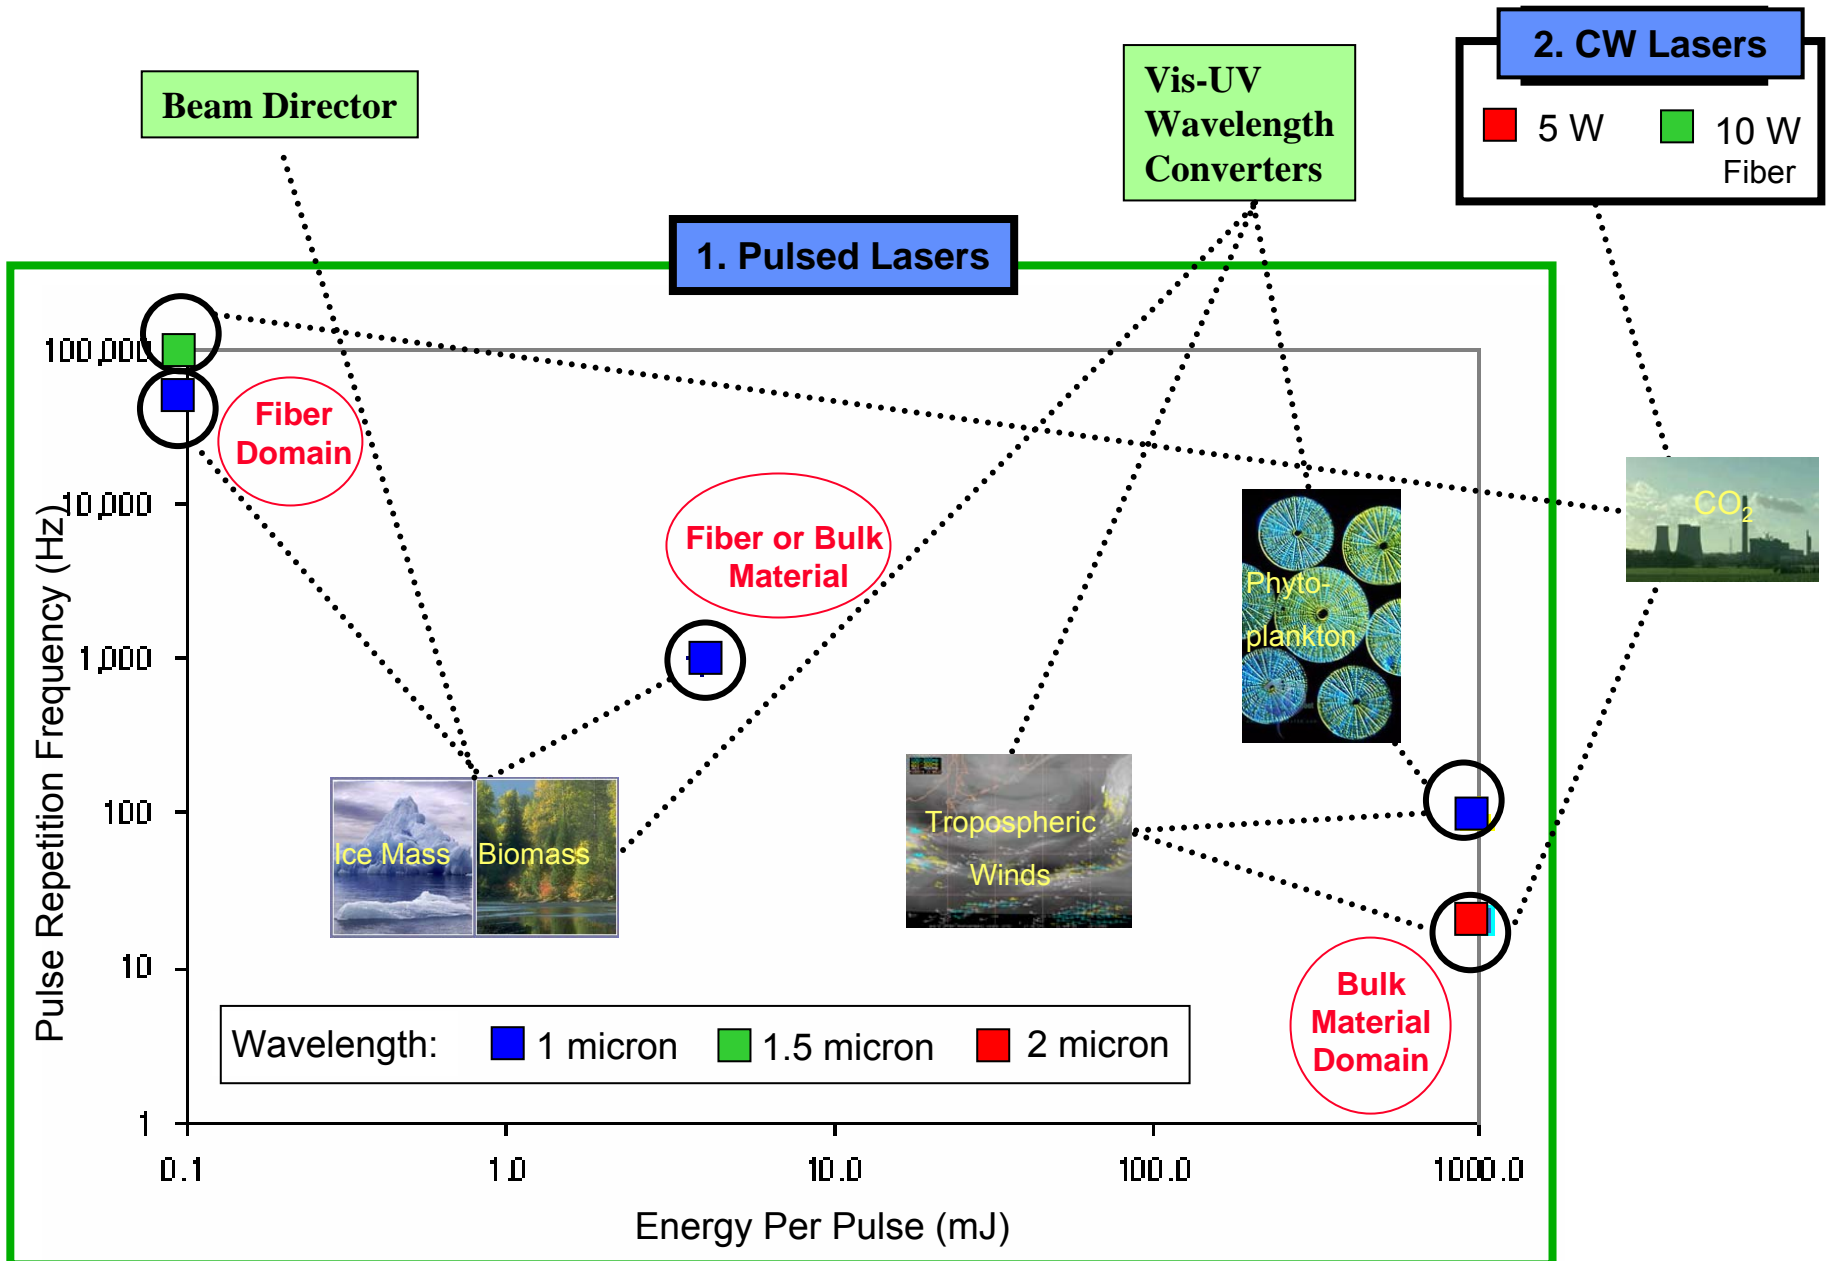 2. CW Lasers
5 W
10 W
Fiber
Beam Director
Vis-UV
Wavelength
Converters
1. Pulsed Lasers
100,000
10,000
1,000
100
10
1
Pulse Repetition Frequency (Hz)
Fiber
Domain
Fiber or Bulk
Material
CO2
Phyto-
plankton
Tropospheric
Winds
Ice Mass
Biomass
Bulk
Material
Domain
Wavelength:
1 micron
1.5 micron
2 micron
0.1
1.0
10.0
100.0
1000.0
Energy Per Pulse (mJ)